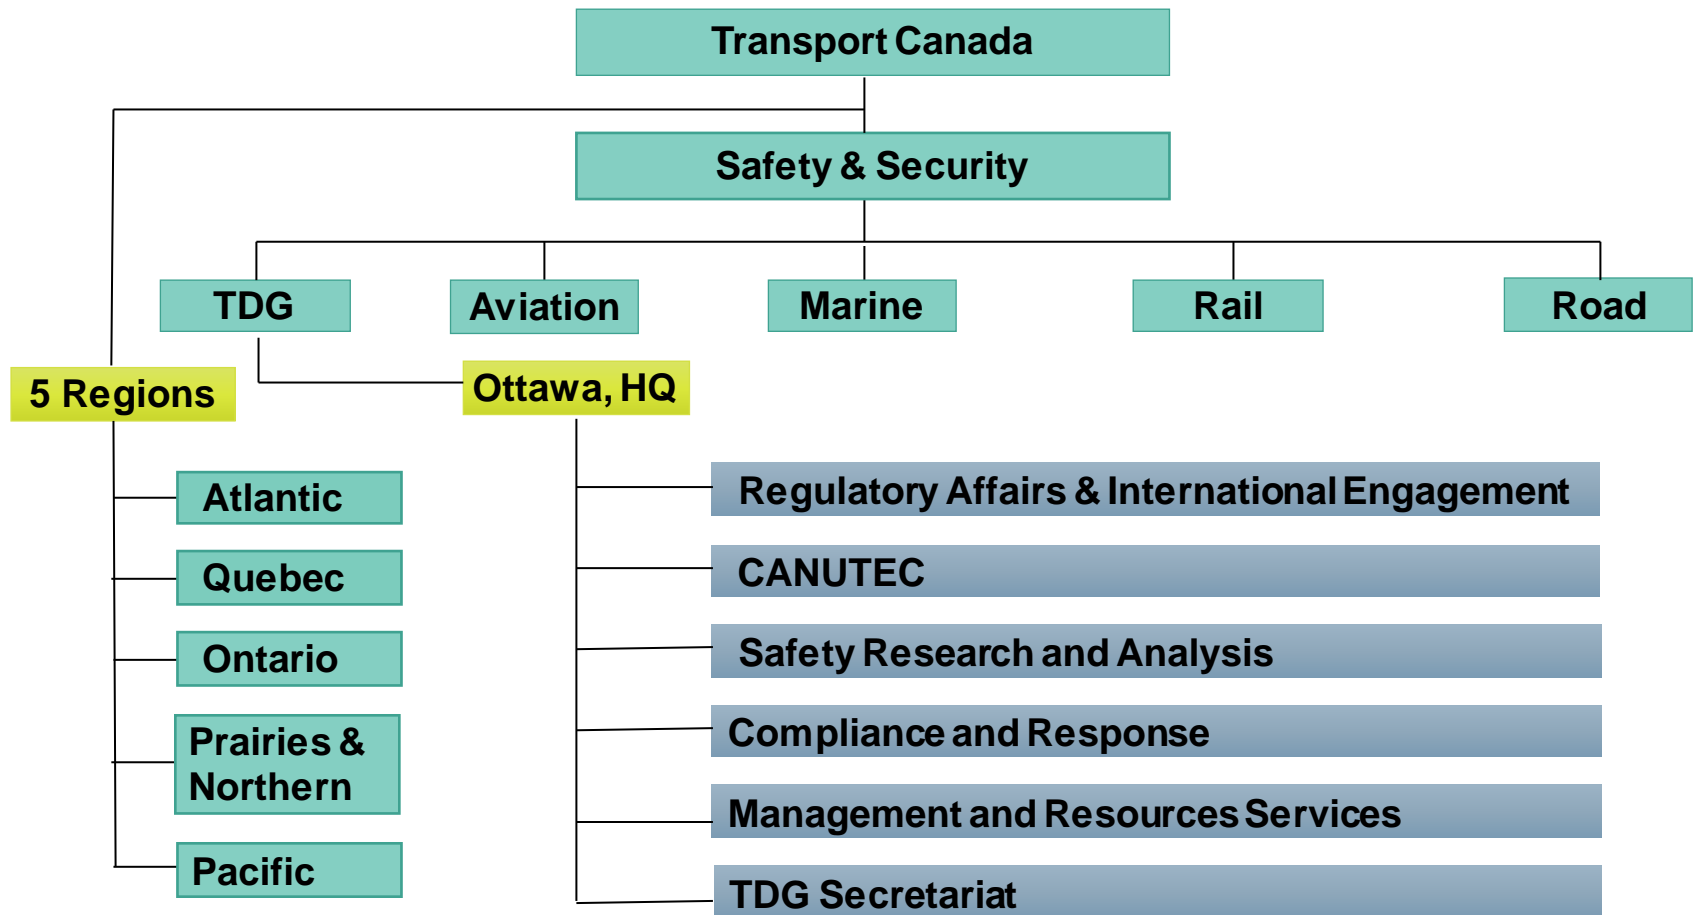 Transport Canada
Safety & Security
TDG
Aviation
Marine
Rail
Road
5 Regions
Ottawa, HQ
Atlantic
Quebec
Ontario
Prairies &
Northern
Pacific
Regulatory Affairs & International Engagement
CANUTEC
Safety Research and Analysis
Compliance and Response
Management and Resources Services
TDG Secretariat